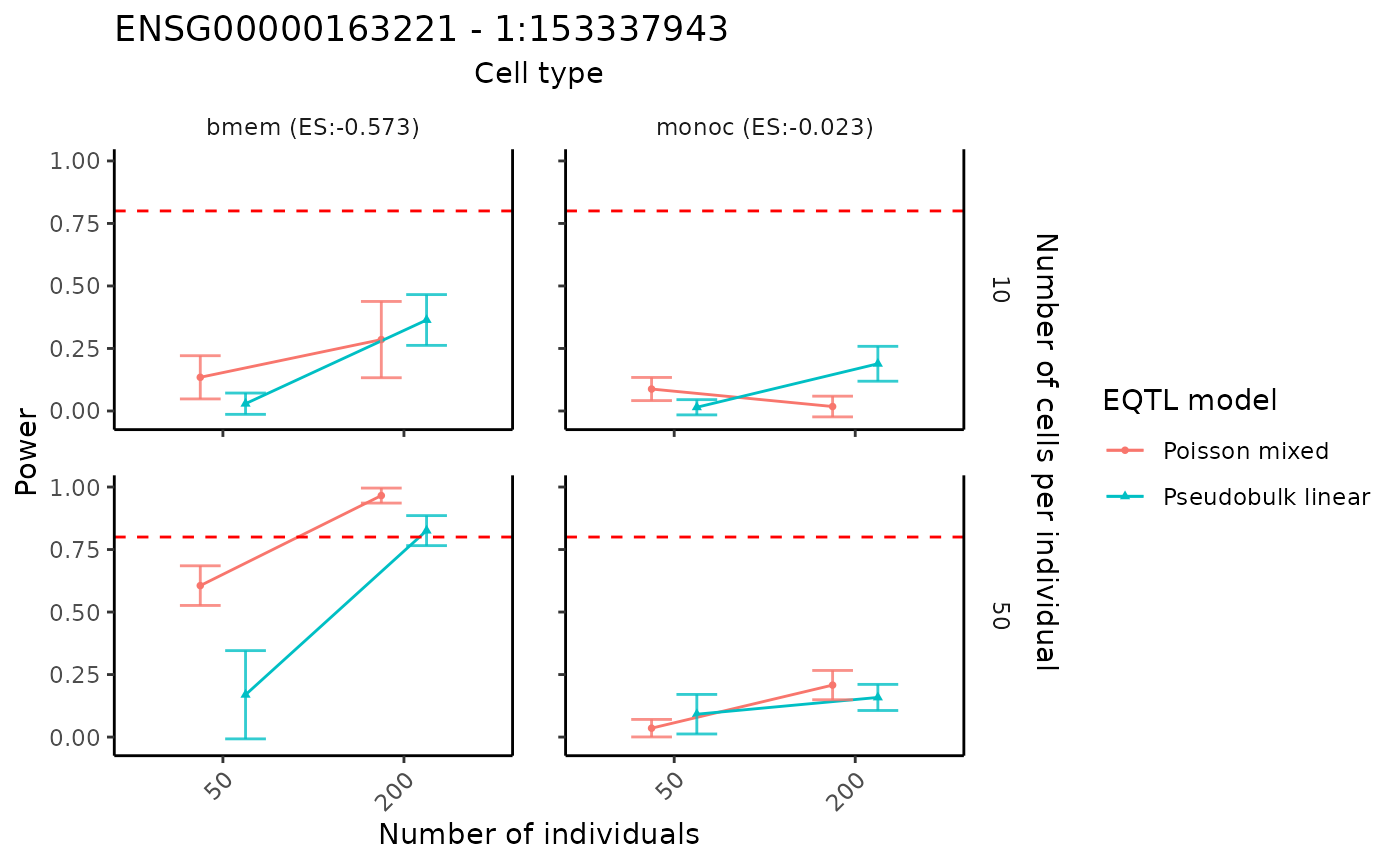 ENSG00000163221 - 1:153337943
Cell type
bmem (ES:-0.573)
monoc (ES:-0.023)
Power
1.00
0.75
0.50
0.25
0.00
10
1.00
0.75
0.50
0.25
0.00
50
Number of cells per individual
50
200
50
200
Number of individuals
EQTL model
Poisson mixed
Pseudobulk linear